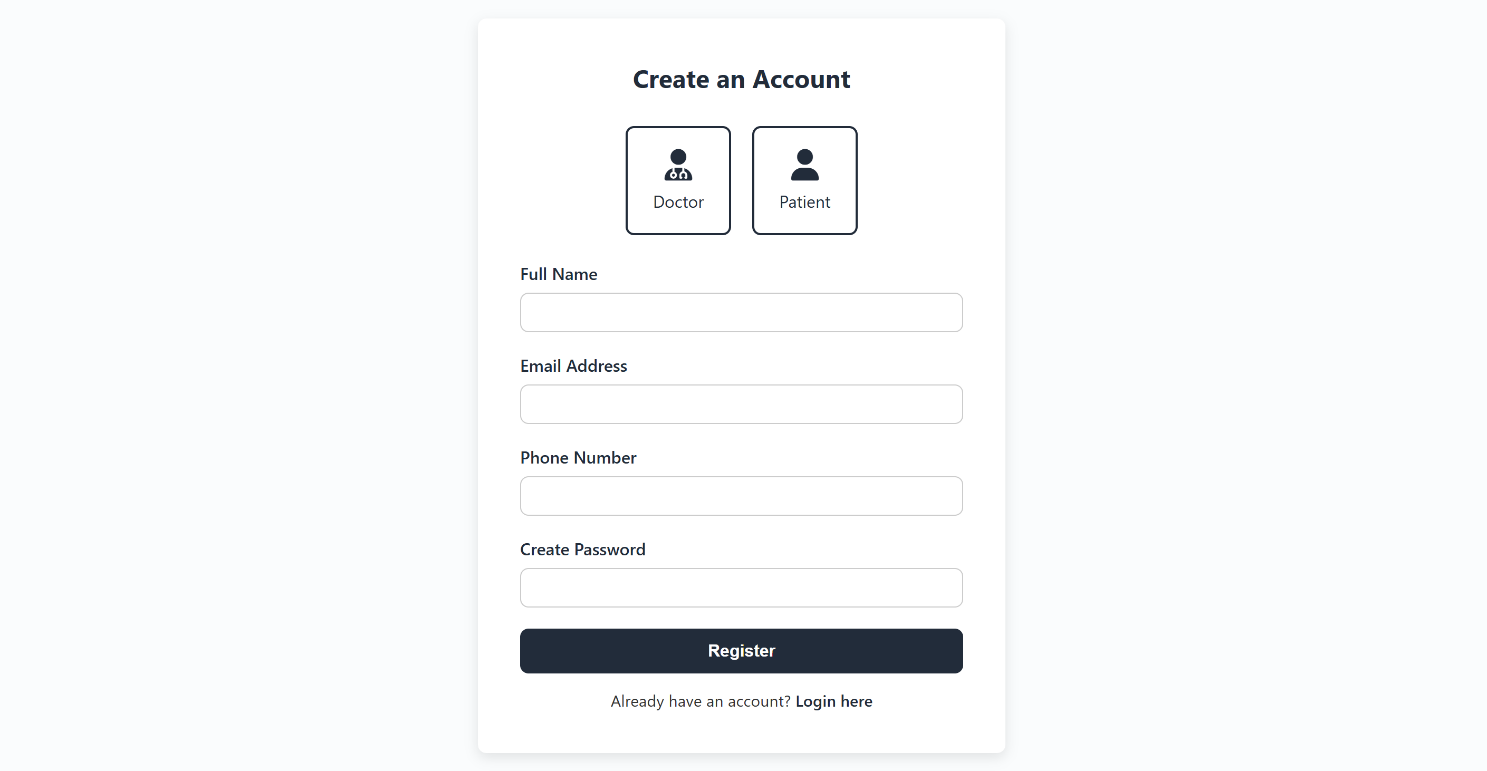 Create an Account
Doctor Patient
Full Name
Email Address
Phone Number
Create Password
Register
Already have an account? Login here